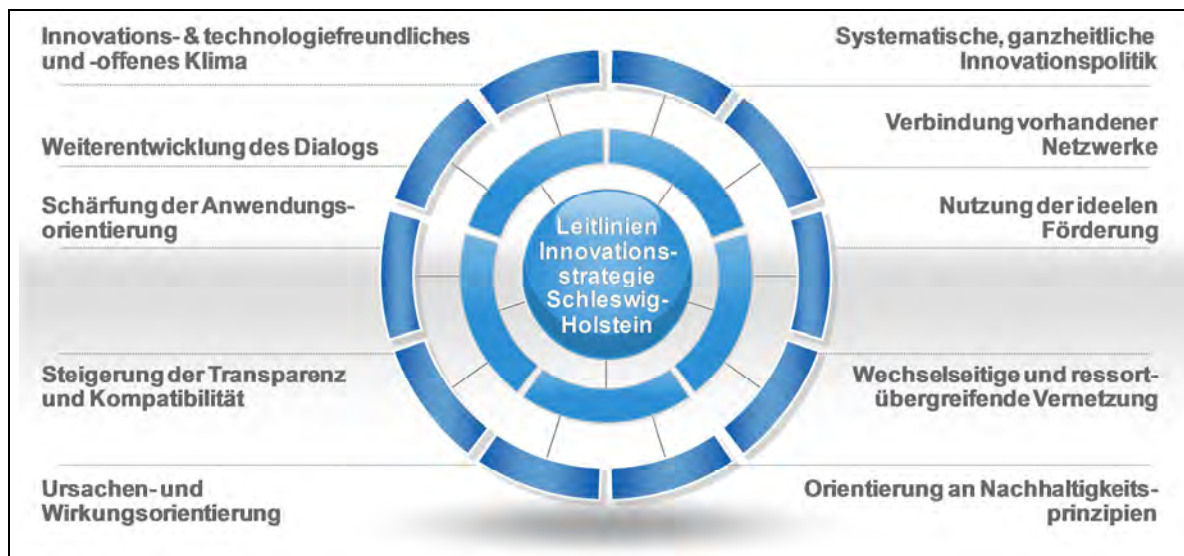 Innovations- & technologiefreundliches
und -offenes Klima
Weiterentwicklung des Dialogs
Schärfung der Anwendungs-
orientierung
Steigerung der Transparenz
und Kompatibilität
Ursachen- und
Wirkungsorientierung
Leitlinien
Innovations-
strategie
Schleswig-
Holstein
Systematische, ganzheitliche
Innovationspolitik
Verbindung vorhandener
Netzwerke
Nutzung der ideelen
Förderung
Wechselseitige und ressort-
übergreifende Vernetzung
Orientierung an Nachhaltigkeits-
prinzipien